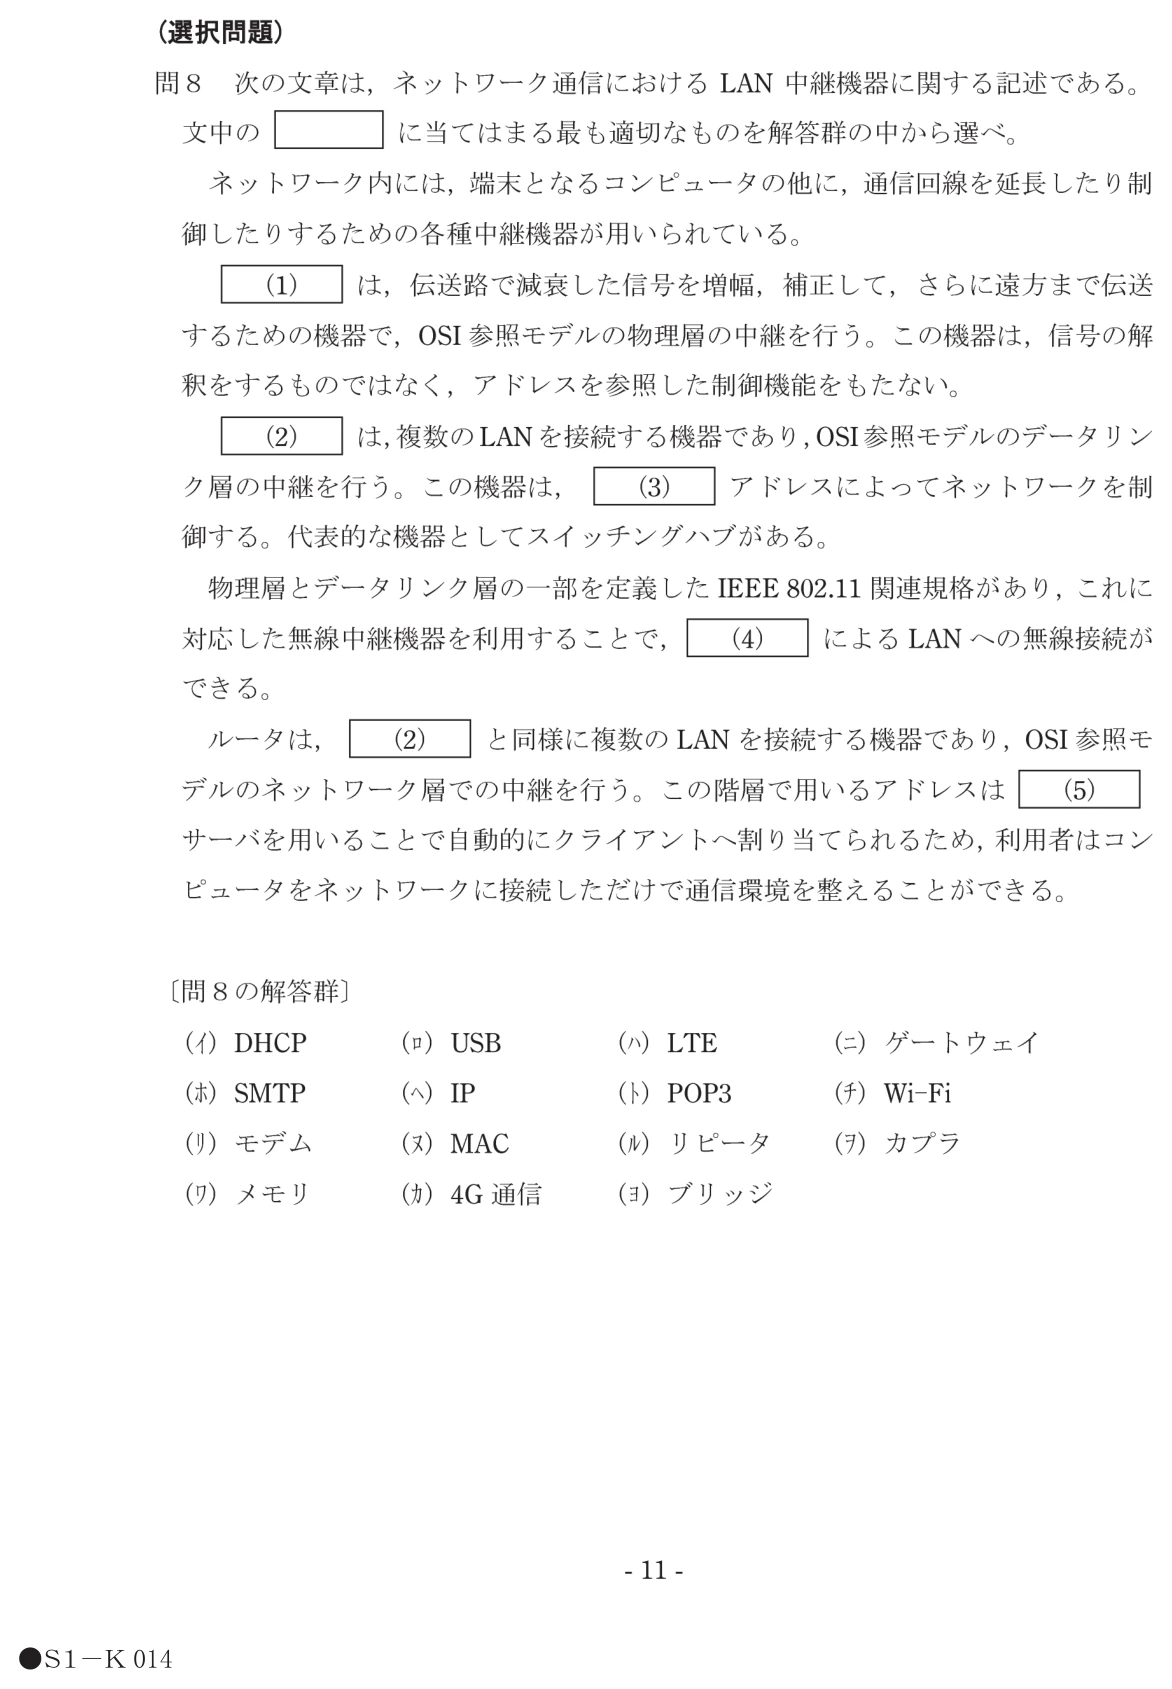 （選択問題）
問８　次の文章は，ネットワーク通信における LAN 中継機器に関する記述である。
文中の　　　　に当てはまる最も適切なものを解答群の中から選べ。
ネットワーク内には，端末となるコンピュータの他に，通信回線を延長したり制
御したりするための各種中継機器が用いられている。
(1) は，伝送路で減衰した信号を増幅，補正して，さらに遠方まで伝送
するための機器で，OSI 参照モデルの物理層の中継を行う。この機器は，信号の解
釈をするものではなく，アドレスを参照した制御機能をもたない。
(2) は，複数の LAN を接続する機器であり，OSI 参照モデルのデータリン
ク層の中継を行う。この機器は， (3) アドレスによってネットワークを制
御する。代表的な機器としてスイッチングハブがある。
物理層とデータリンク層の一部を定義した IEEE 802.11 関連規格があり，これに
対応した無線中継機器を利用することで， (4) による LAN への無線接続が
できる。
ルータは， (2) と同様に複数の LAN を接続する機器であり，OSI 参照モ
デルのネットワーク層での中継を行う。この階層で用いるアドレスは (5)
サーバを用いることで自動的にクライアントへ割り当てられるため，利用者はコン
ピュータをネットワークに接続しただけで通信環境を整えることができる。
〔問８の解答群〕
(イ) DHCP　(ロ) USB　(ハ) LTE　(ニ) ゲートウェイ
(ホ) SMTP　(ヘ) IP　(ト) POP3　(チ) Wi-Fi
(リ) モデム　(ヌ) MAC　(ル) リピータ　(ヲ) カプラ
(ワ) メモリ　(カ) 4G 通信　(ヨ) ブリッジ
- 11 -
●S1－K 014